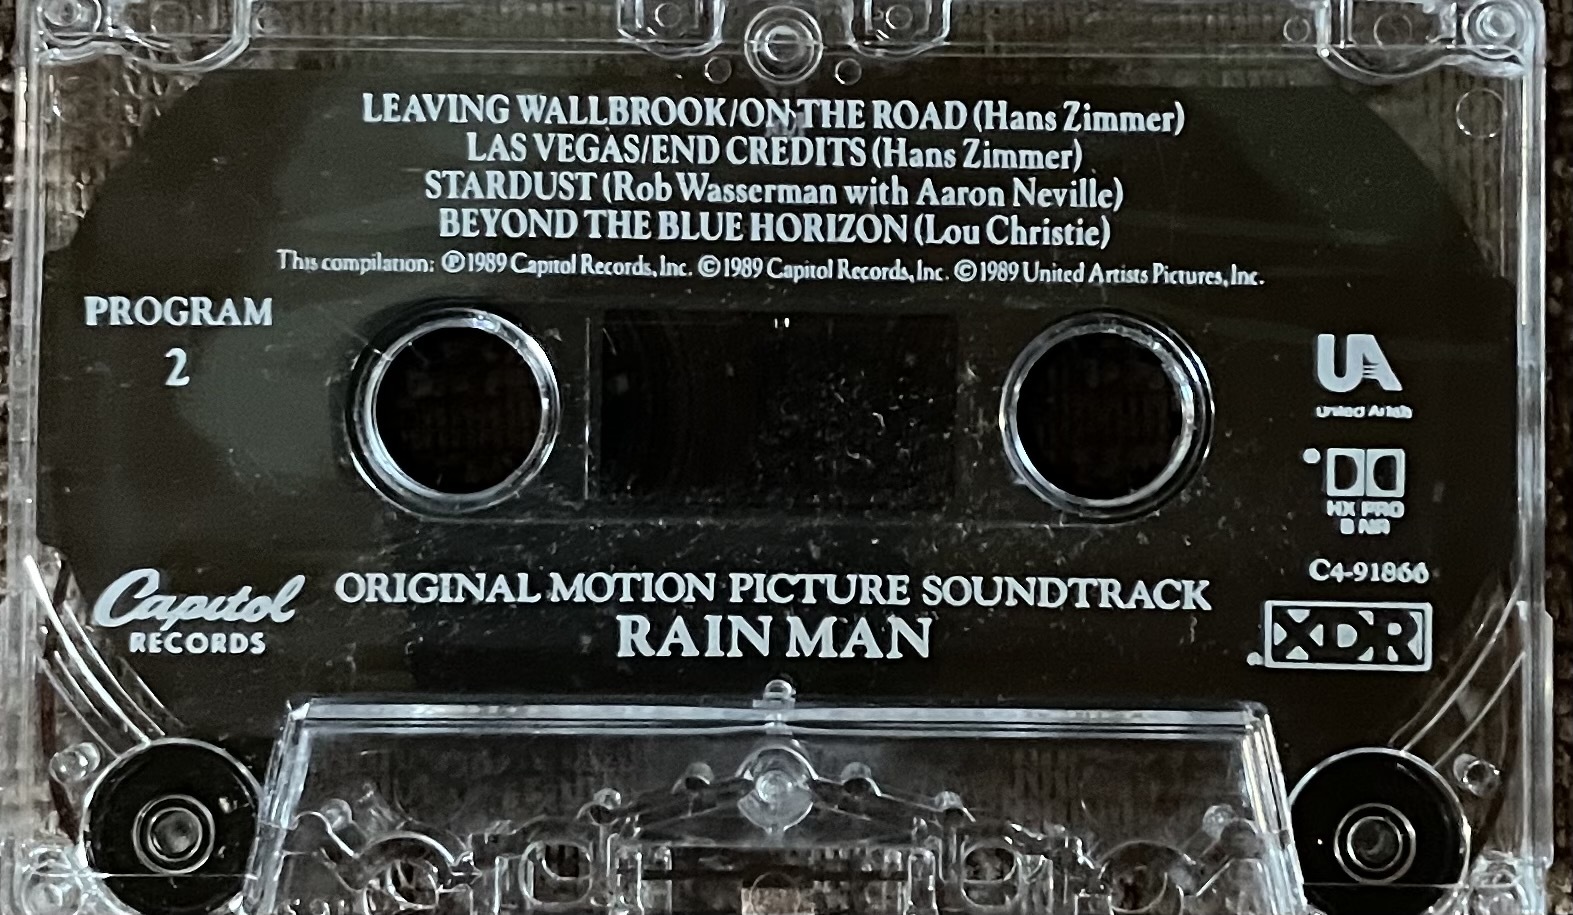 LEAVING WALLBROOK/ON THE ROAD (Hans Zimmer)
LAS VEGAS/END CREDITS (Hans Zimmer)
STARDUST (Rob Wasserman with Aaron Neville)
BEYOND THE BLUE HORIZON (Lou Christie)
This compilation: ℗1989 Capitol Records, Inc. ©1989 Capitol Records, Inc. ©1989 United Artists Pictures, Inc.
PROGRAM
2
UA
United Artists
HX PRO
B NR
C4-91866
XDR
Capitol
RECORDS
ORIGINAL MOTION PICTURE SOUNDTRACK
RAIN MAN